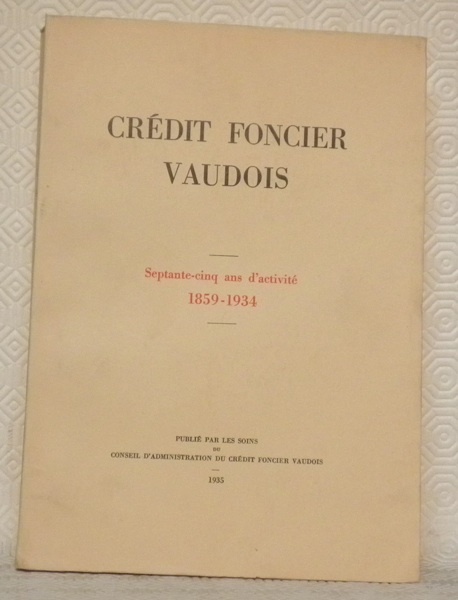 CRÉDIT FONCIER
VAUDOIS
Septante-cinq ans d'activité
1859-1934
PUBLIÉ PAR LES SOINS
DU
CONSEIL D'ADMINISTRATION DU CRÉDIT FONCIER VAUDOIS
1935